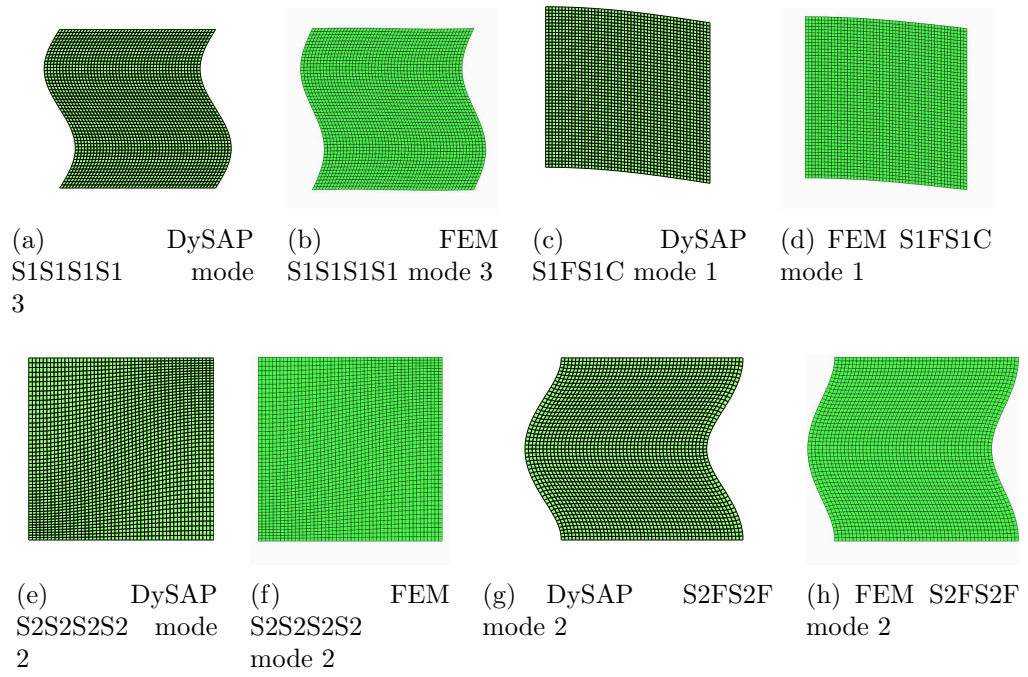 (a) DySAP
S1S1S1S1 mode
3
(b) FEM
S1S1S1S1 mode 3
(c) DySAP
S1FS1C mode 1
(d) FEM S1FS1C
mode 1
(e) DySAP
S2S2S2S2 mode
2
(f) FEM
S2S2S2S2
mode 2
(g) DySAP S2FS2F
mode 2
(h) FEM S2FS2F
mode 2